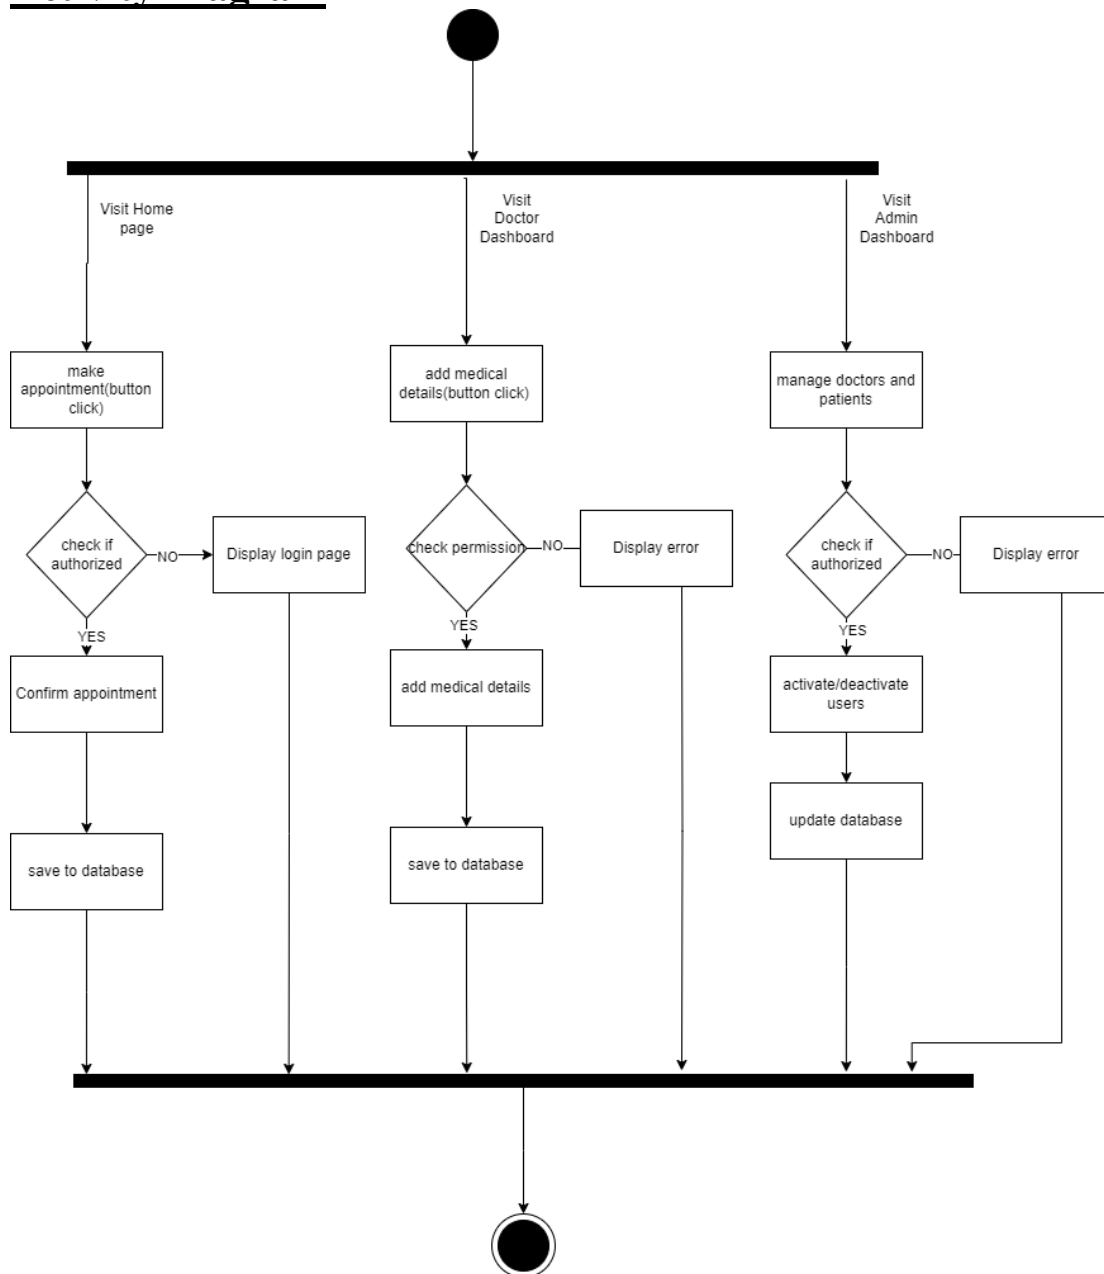 Visit Home
page
Visit
Doctor
Dashboard
Visit
Admin
Dashboard
make
appointment(button
click)
add medical
details(button click)
manage doctors and
patients
check if
authorized
NO
Display login page
check permission
NO
Display error
check if
authorized
NO
Display error
YES
YES
YES
Confirm appointment
add medical details
activate/deactivate
users
save to database
save to database
update database